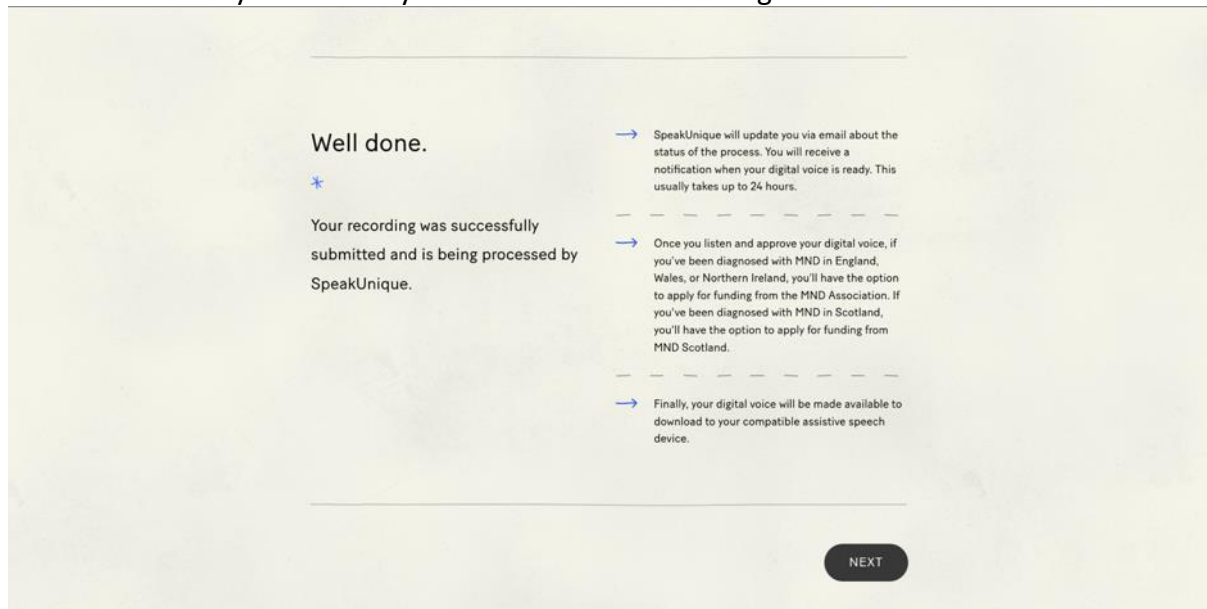 Well done.
*
Your recording was successfully
submitted and is being processed by
SpeakUnique.
SpeakUnique will update you via email about the
status of the process. You will receive a
notification when your digital voice is ready. This
usually takes up to 24 hours.
Once you listen and approve your digital voice, if
you've been diagnosed with MND in England,
Wales, or Northern Ireland, you'll have the option
to apply for funding from the MND Association. If
you've been diagnosed with MND in Scotland,
you'll have the option to apply for funding from
MND Scotland.
Finally, your digital voice will be made available to
download to your compatible assistive speech
device.
NEXT